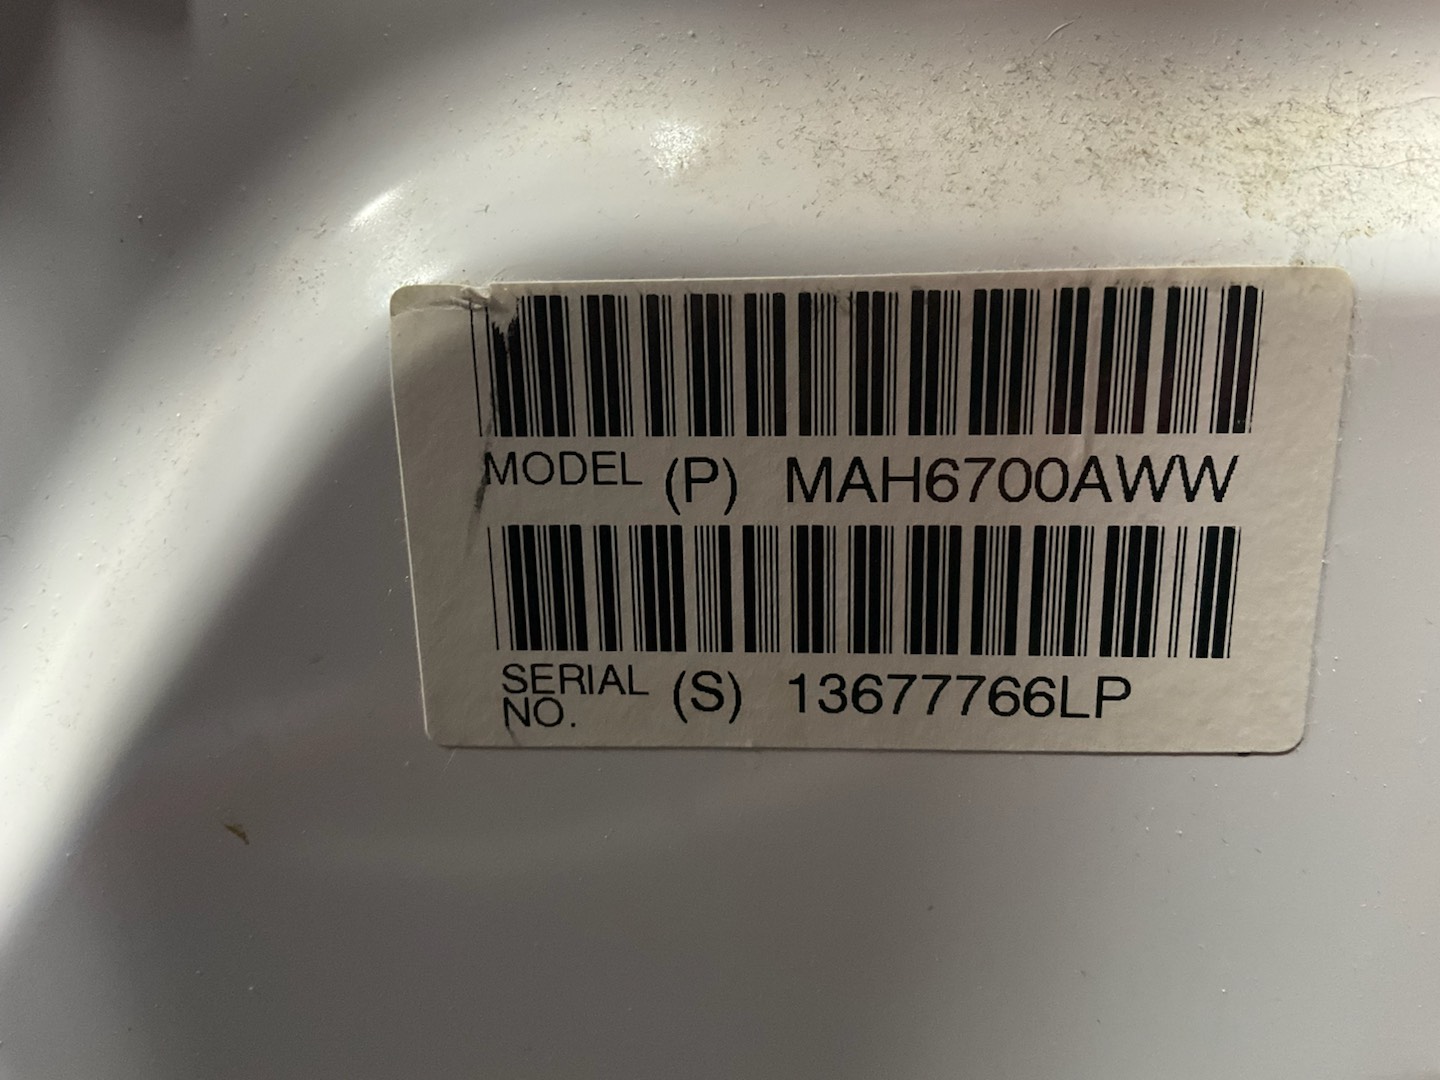 MODEL (P) MAH6700AWW
SERIAL NO. (S) 13677766LP